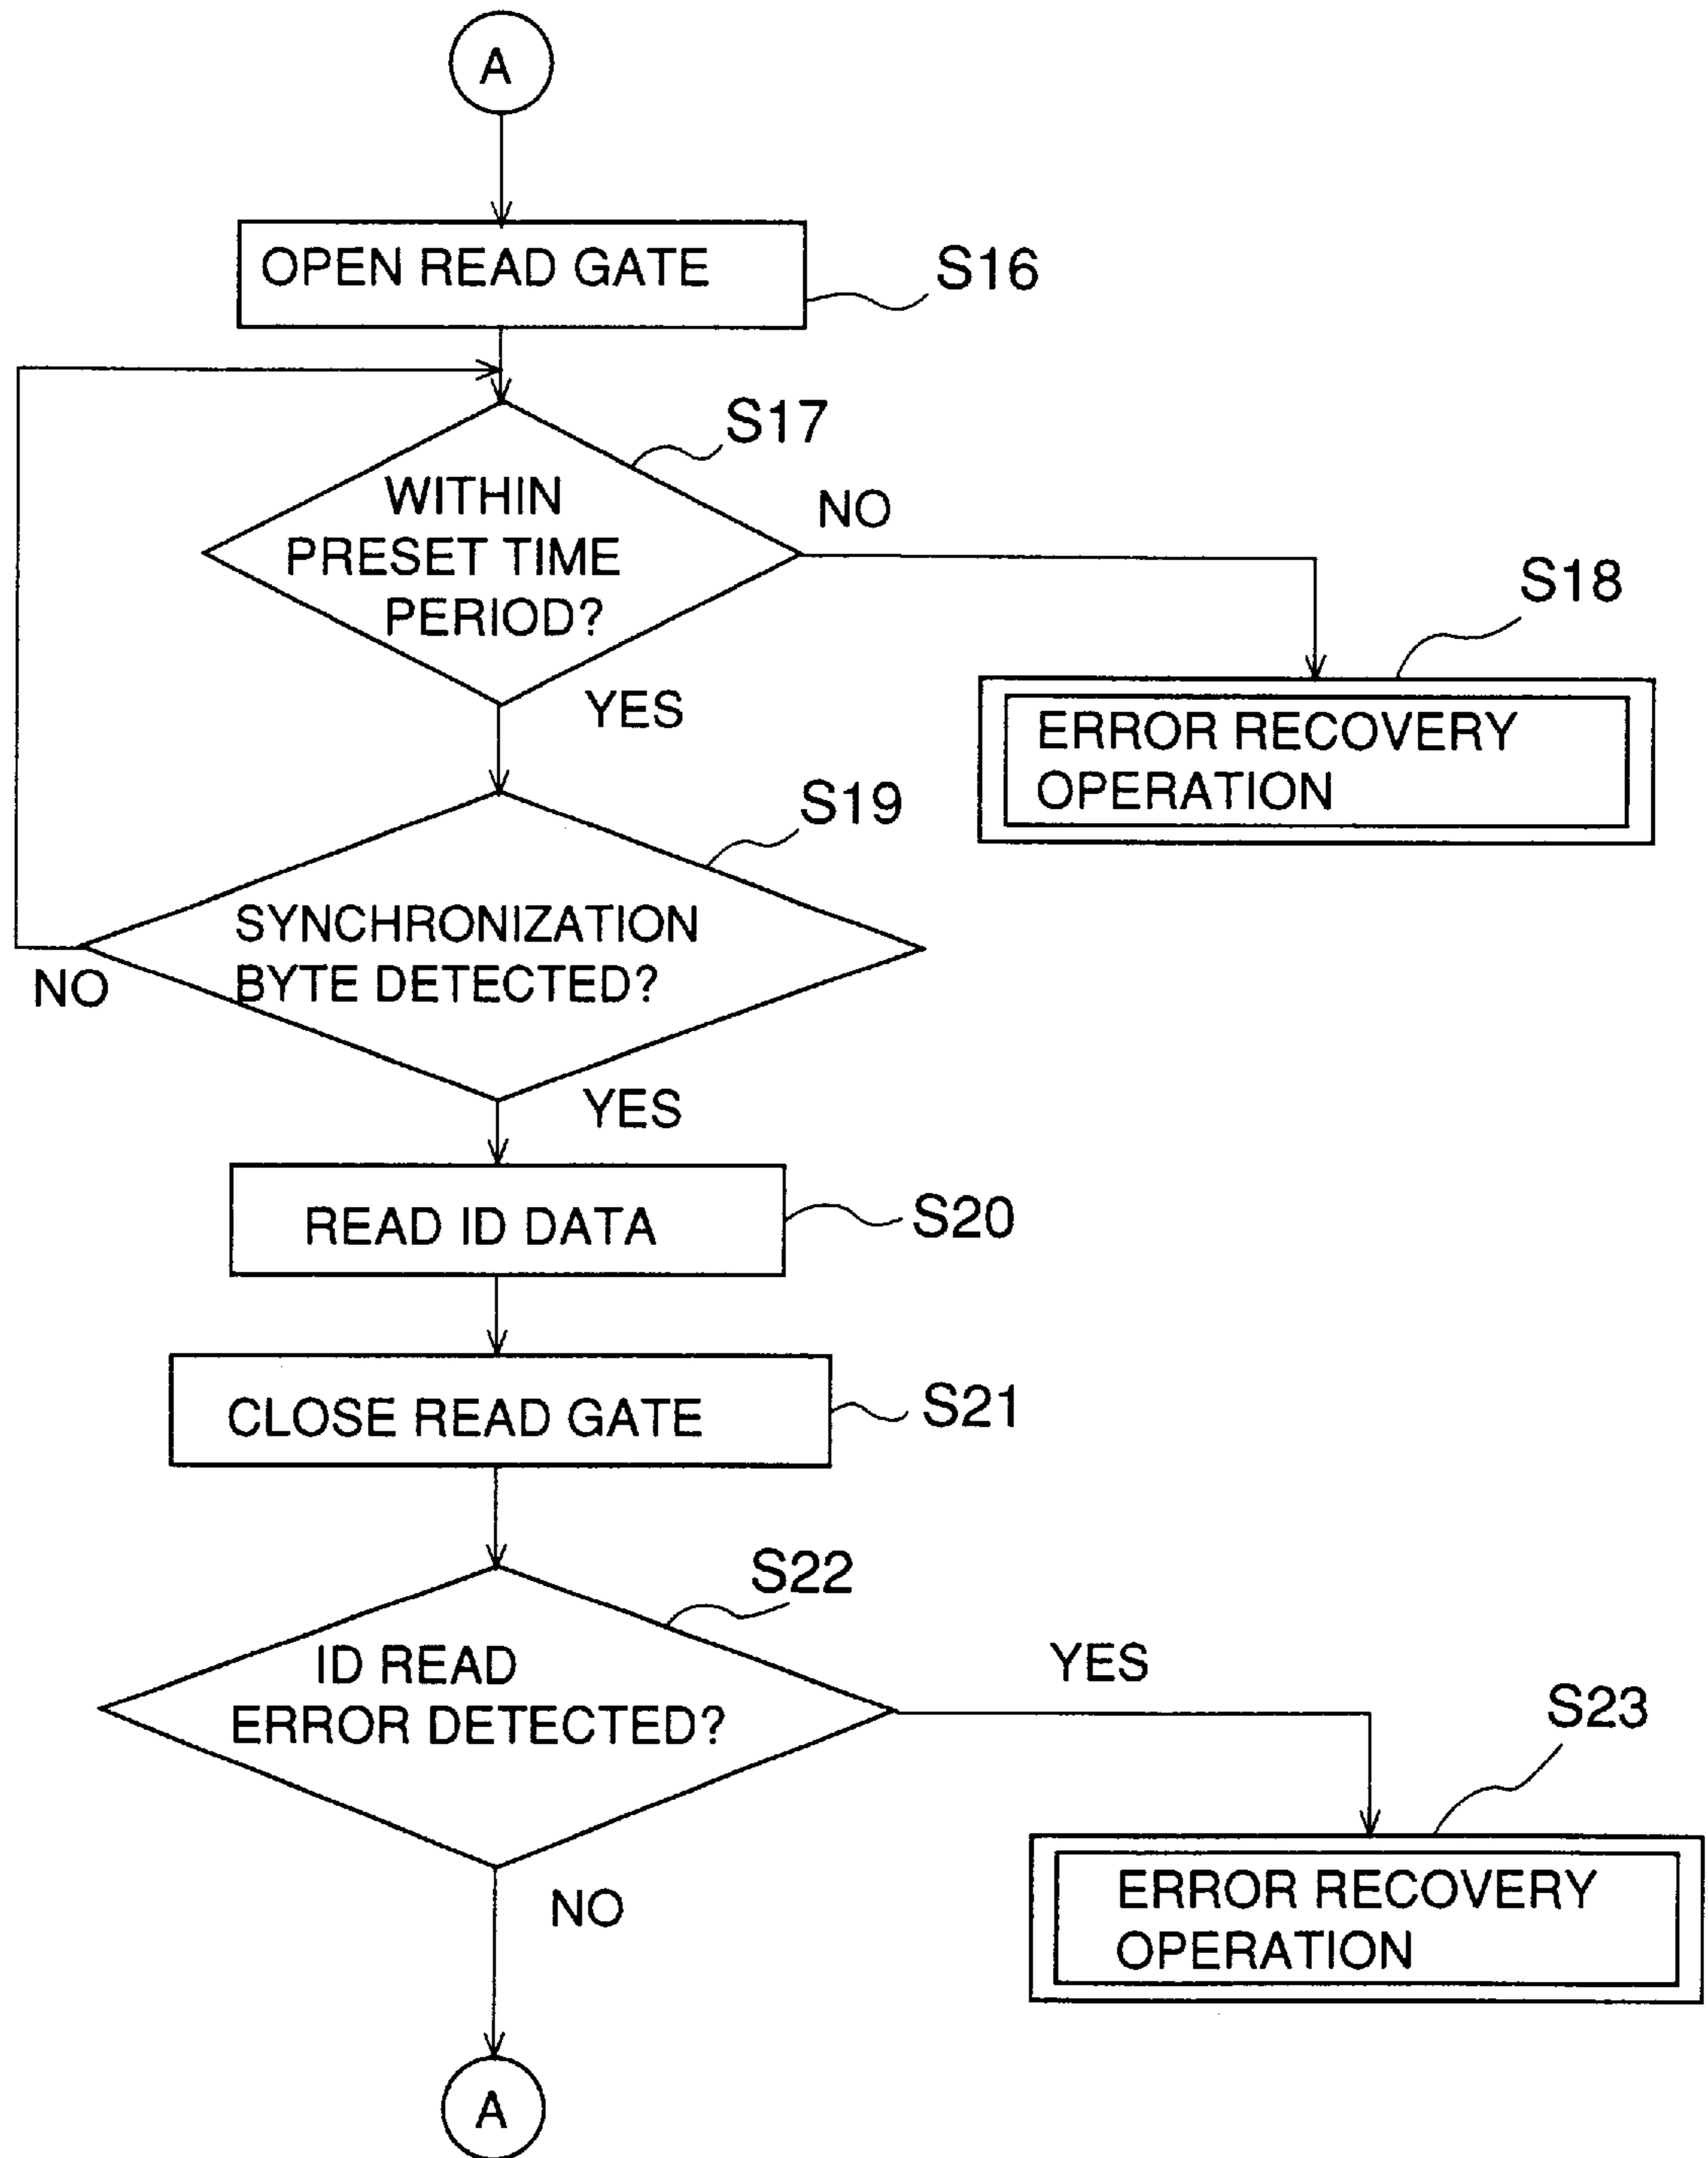 A
OPEN READ GATE
S16
S17
WITHIN
PRESET TIME
PERIOD?
NO
YES
S18
ERROR RECOVERY
OPERATION
S19
SYNCHRONIZATION
BYTE DETECTED?
NO
YES
READ ID DATA
S20
CLOSE READ GATE
S21
S22
ID READ
ERROR DETECTED?
YES
NO
S23
ERROR RECOVERY
OPERATION
A